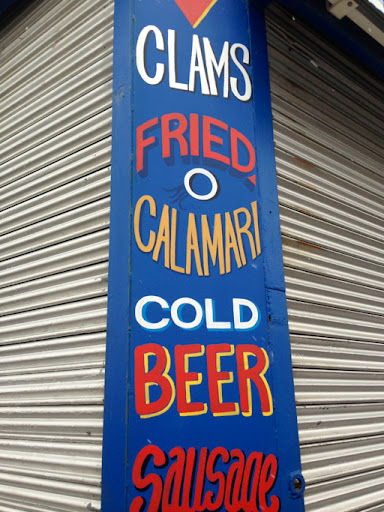 CLAMS
FRIED
CALAMARI
COLD
BEER
Sausage